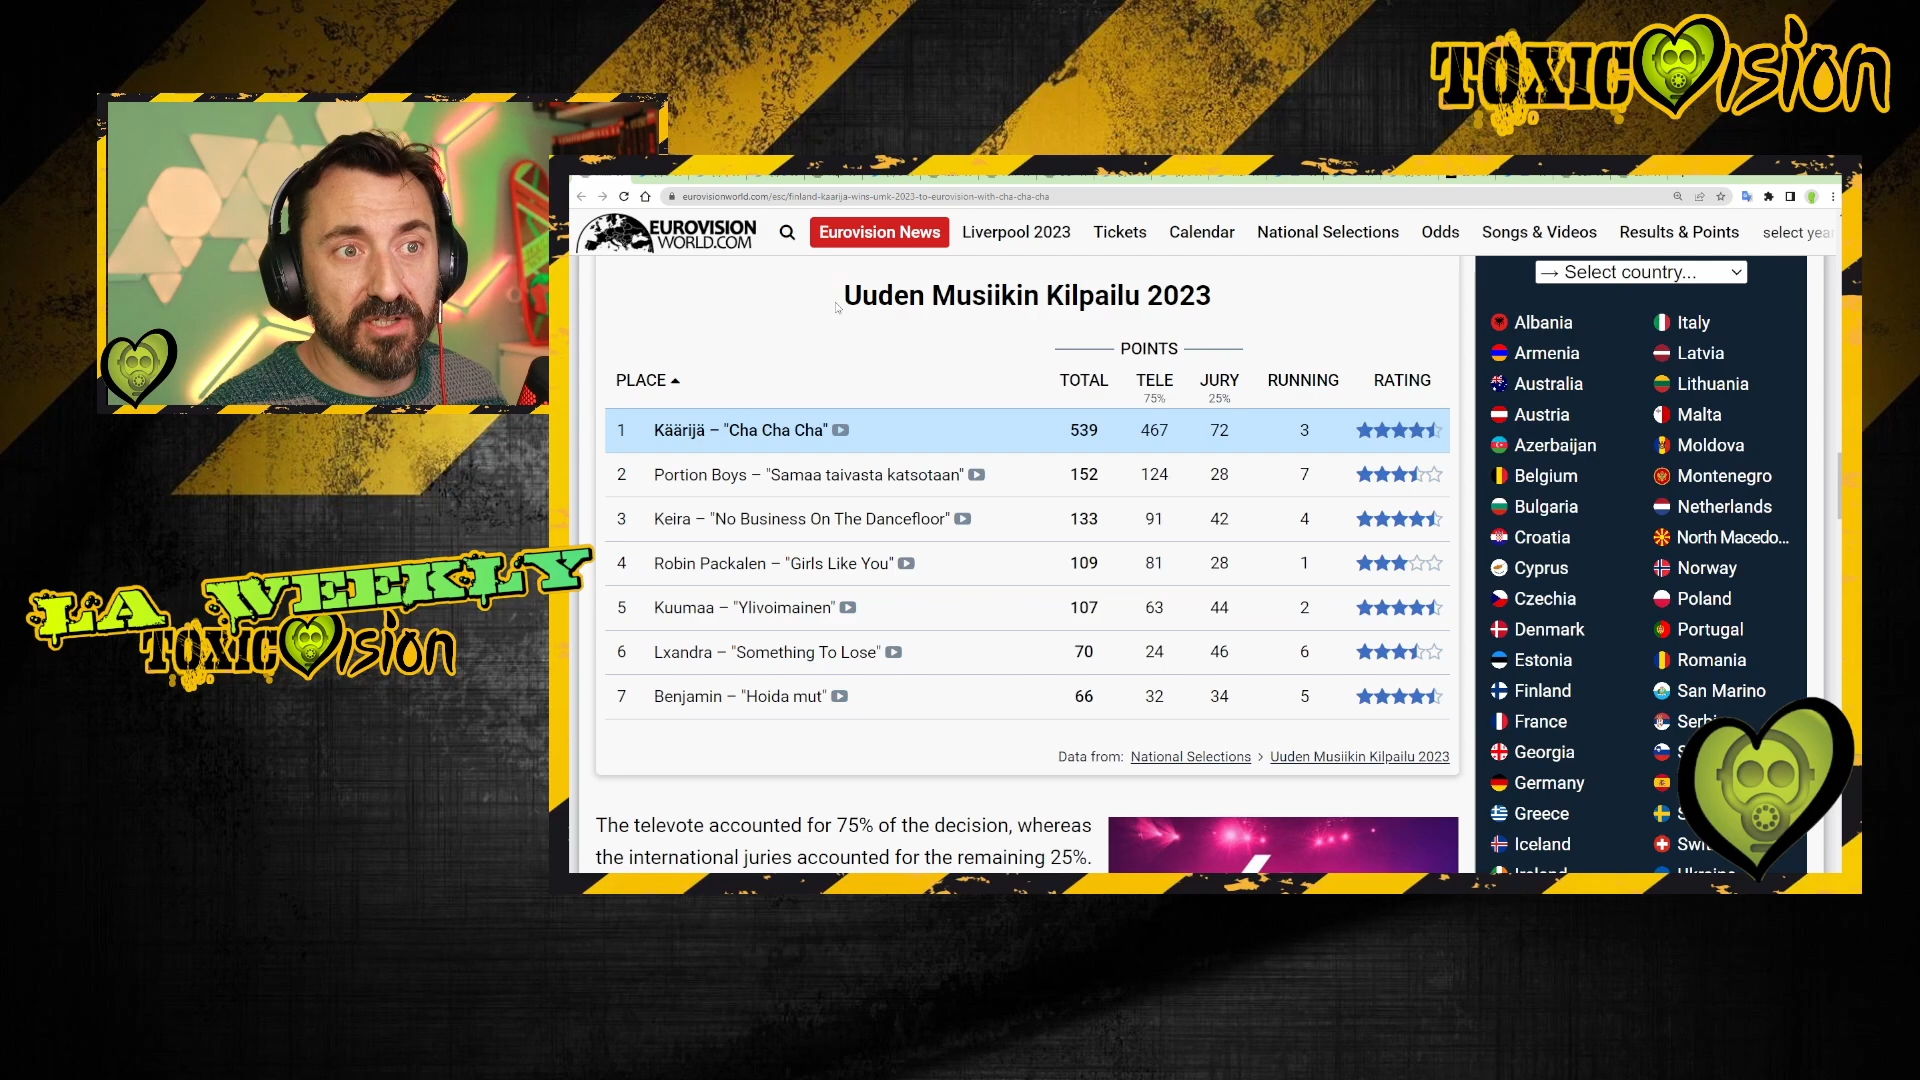 TOXICVISION
eurovisionworld.com/esc/finland-kaarija-wins-umk-2023-to-eurovision-with-cha-cha-cha
EUROVISION
WORLD.COM
Eurovision News Liverpool 2023 Tickets Calendar National Selections Odds Songs & Videos Results & Points select yea
Uuden Musiikin Kilpailu 2023
POINTS
PLACE TOTAL TELE JURY RUNNING RATING
75% 25%
1 Käärijä – "Cha Cha Cha" 539 467 72 3
2 Portion Boys – "Samaa taivasta katsotaan" 152 124 28 7
3 Keira – "No Business On The Dancefloor" 133 91 42 4
4 Robin Packalen – "Girls Like You" 109 81 28 1
5 Kuumaa – "Ylivoimainen" 107 63 44 2
6 Lxandra – "Something To Lose" 70 24 46 6
7 Benjamin – "Hoida mut" 66 32 34 5
Data from: National Selections › Uuden Musiikin Kilpailu 2023
The televote accounted for 75% of the decision, whereas
the international juries accounted for the remaining 25%.
→ Select country...
Albania Italy
Armenia Latvia
Australia Lithuania
Austria Malta
Azerbaijan Moldova
Belgium Montenegro
Bulgaria Netherlands
Croatia North Macedo...
Cyprus Norway
Czechia Poland
Denmark Portugal
Estonia Romania
Finland San Marino
France Serbi
Georgia S
Germany
Greece S
Iceland Swi
LA WEEKLY
TOXICVISION